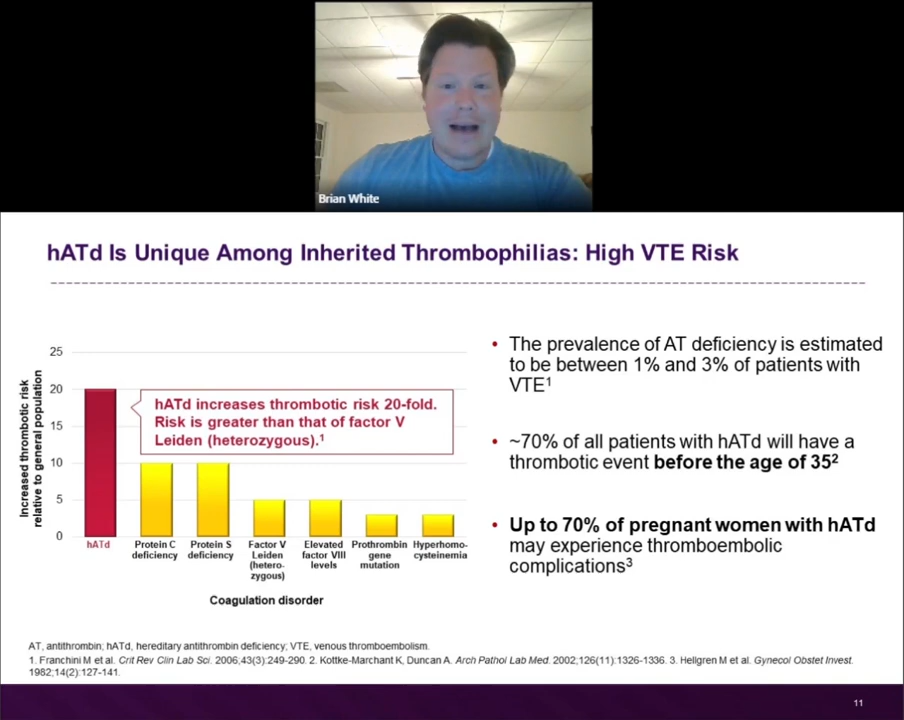 Brian White
hATd Is Unique Among Inherited Thrombophilias: High VTE Risk
Increased thrombotic risk
relative to general population
25
20
15
10
5
0
hATd increases thrombotic risk 20-fold.
Risk is greater than that of factor V
Leiden (heterozygous).1
hATd
Protein C
deficiency
Protein S
deficiency
Factor V
Leiden
(hetero-
zygous)
Elevated
factor VIII
levels
Prothrombin
gene
mutation
Hyperhomo-
cysteinemia
Coagulation disorder
• The prevalence of AT deficiency is estimated
to be between 1% and 3% of patients with
VTE1
• ~70% of all patients with hATd will have a
thrombotic event before the age of 352
• Up to 70% of pregnant women with hATd
may experience thromboembolic
complications3
AT, antithrombin; hATd, hereditary antithrombin deficiency; VTE, venous thromboembolism.
1. Franchini M et al. Crit Rev Clin Lab Sci. 2006;43(3):249-290. 2. Kottke-Marchant K, Duncan A. Arch Pathol Lab Med. 2002;126(11):1326-1336. 3. Hellgren M et al. Gynecol Obstet Invest.
1982;14(2):127-141.
11